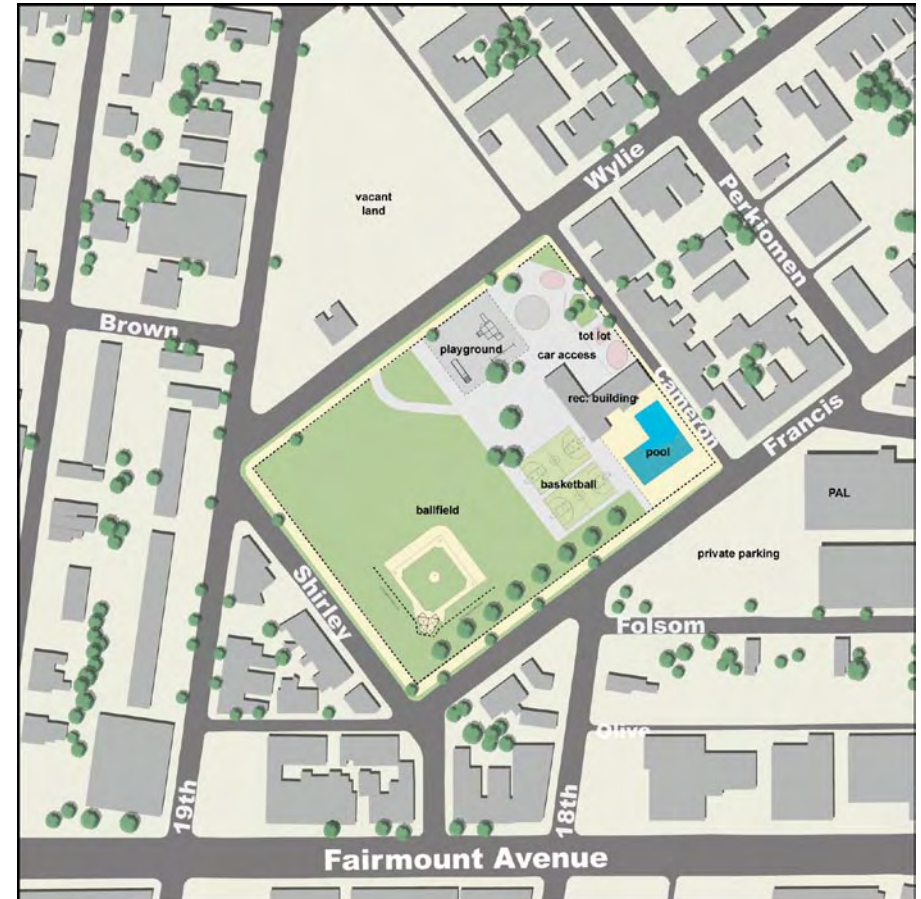 Wylie
Perkiomen
vacant
land
Brown
playground
tot lot
car access
Cameron
rec. building
Francis
pool
basketball
PAL
ballfield
private parking
Shirley
Folsom
Olive
19th
18th
Fairmount Avenue